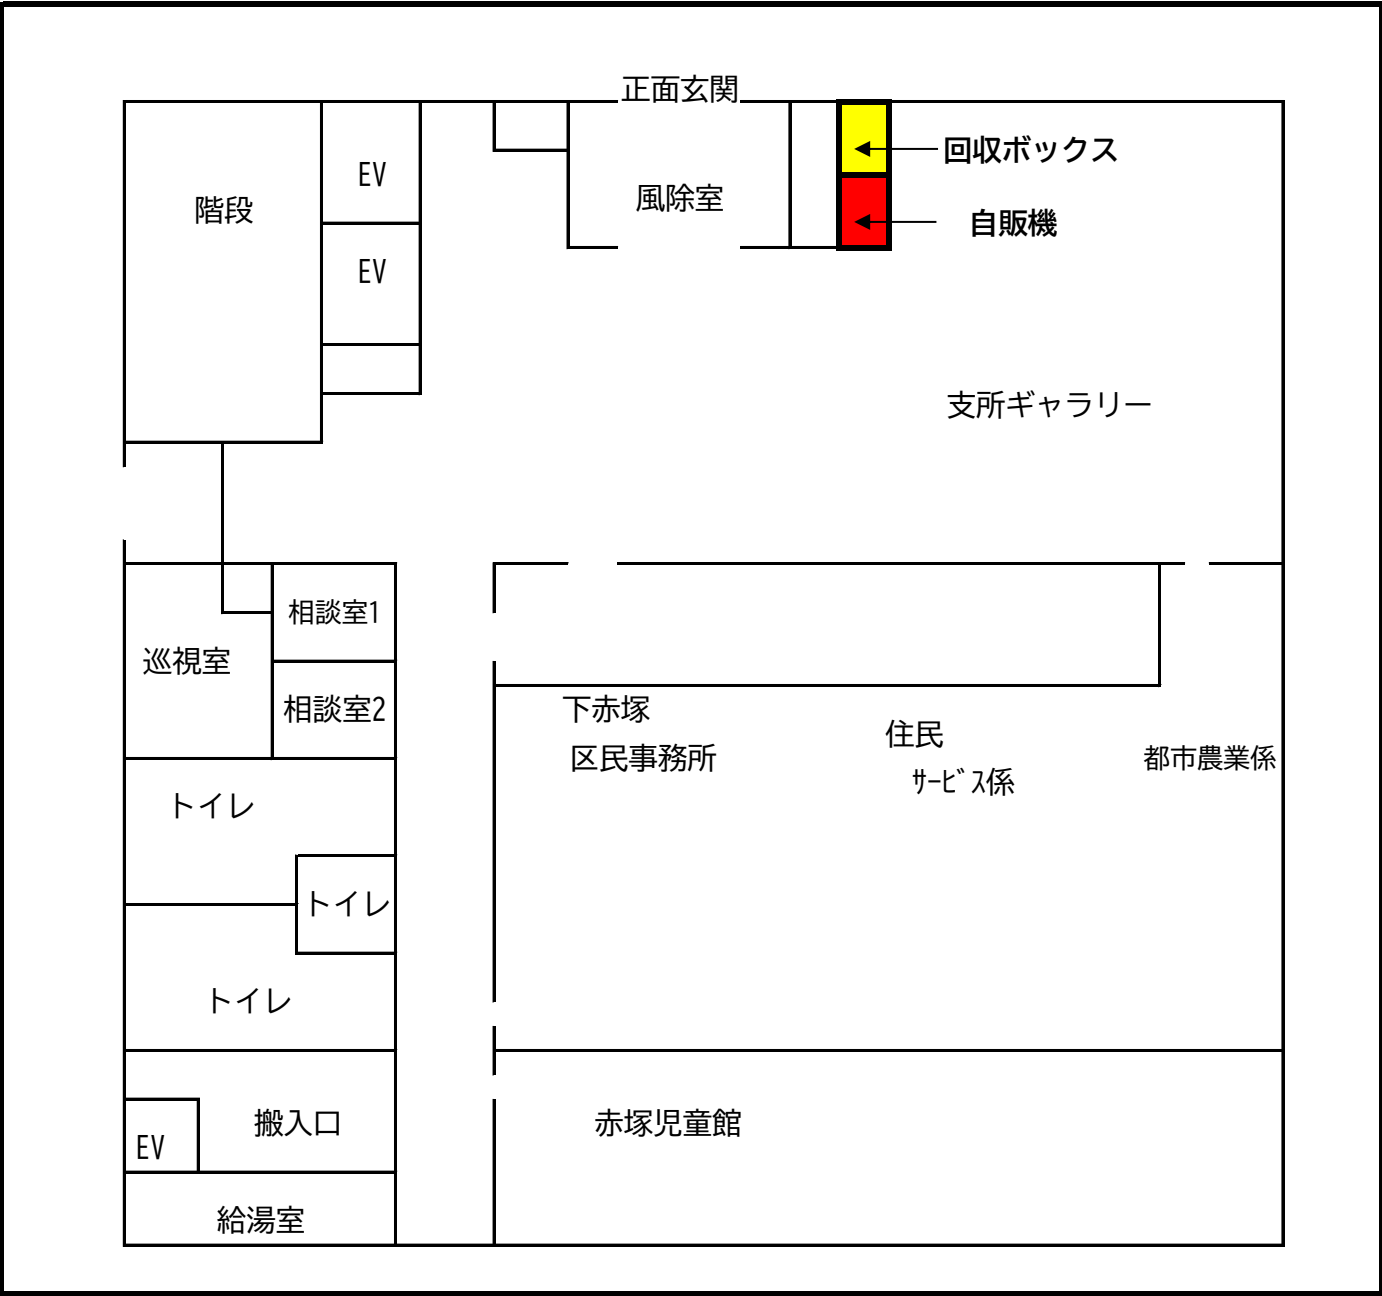 正面玄関
回収ボックス
EV
階段
風除室
自販機
EV
支所ギャラリー
相談室1
巡視室
相談室2
下赤塚
区民事務所
住民
ｻｰﾋﾞｽ係
都市農業係
トイレ
トイレ
トイレ
搬入口
EV
赤塚児童館
給湯室